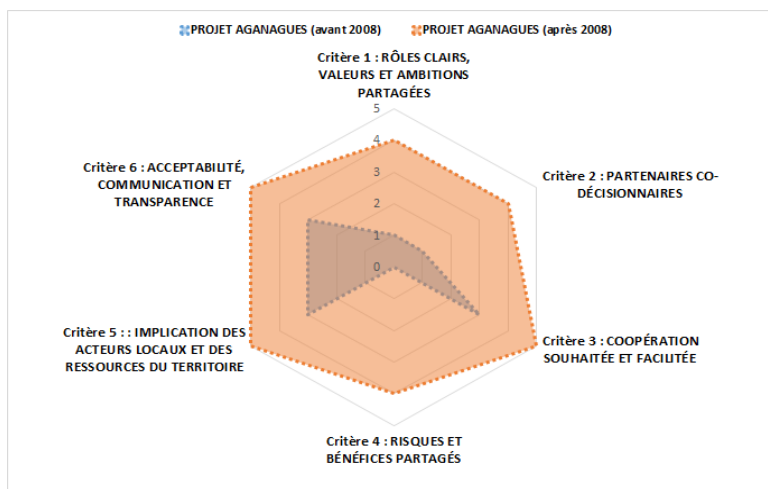 PROJET AGANAGUES (avant 2008) PROJET AGANAGUES (après 2008)
Critère 1 : RÔLES CLAIRS,
VALEURS ET AMBITIONS
PARTAGÉES
5
4
3
2
1
0
Critère 2 : PARTENAIRES CO-
DÉCISIONNAIRES
Critère 3 : COOPÉRATION
SOUHAITÉE ET FACILITÉE
Critère 4 : RISQUES ET
BÉNÉFICES PARTAGÉS
Critère 5 : : IMPLICATION DES
ACTEURS LOCAUX ET DES
RESSOURCES DU TERRITOIRE
Critère 6 : ACCEPTABILITÉ,
COMMUNICATION ET
TRANSPARENCE